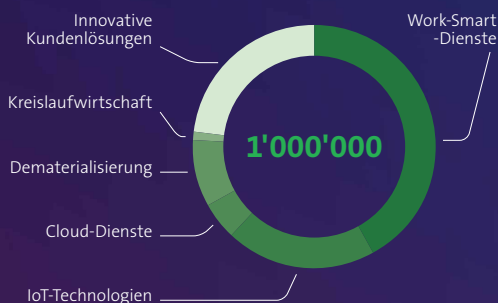 Innovative
Kundenlösungen
Work-Smart
-Dienste
Kreislaufwirtschaft
1'000'000
Dematerialisierung
Cloud-Dienste
IoT-Technologien